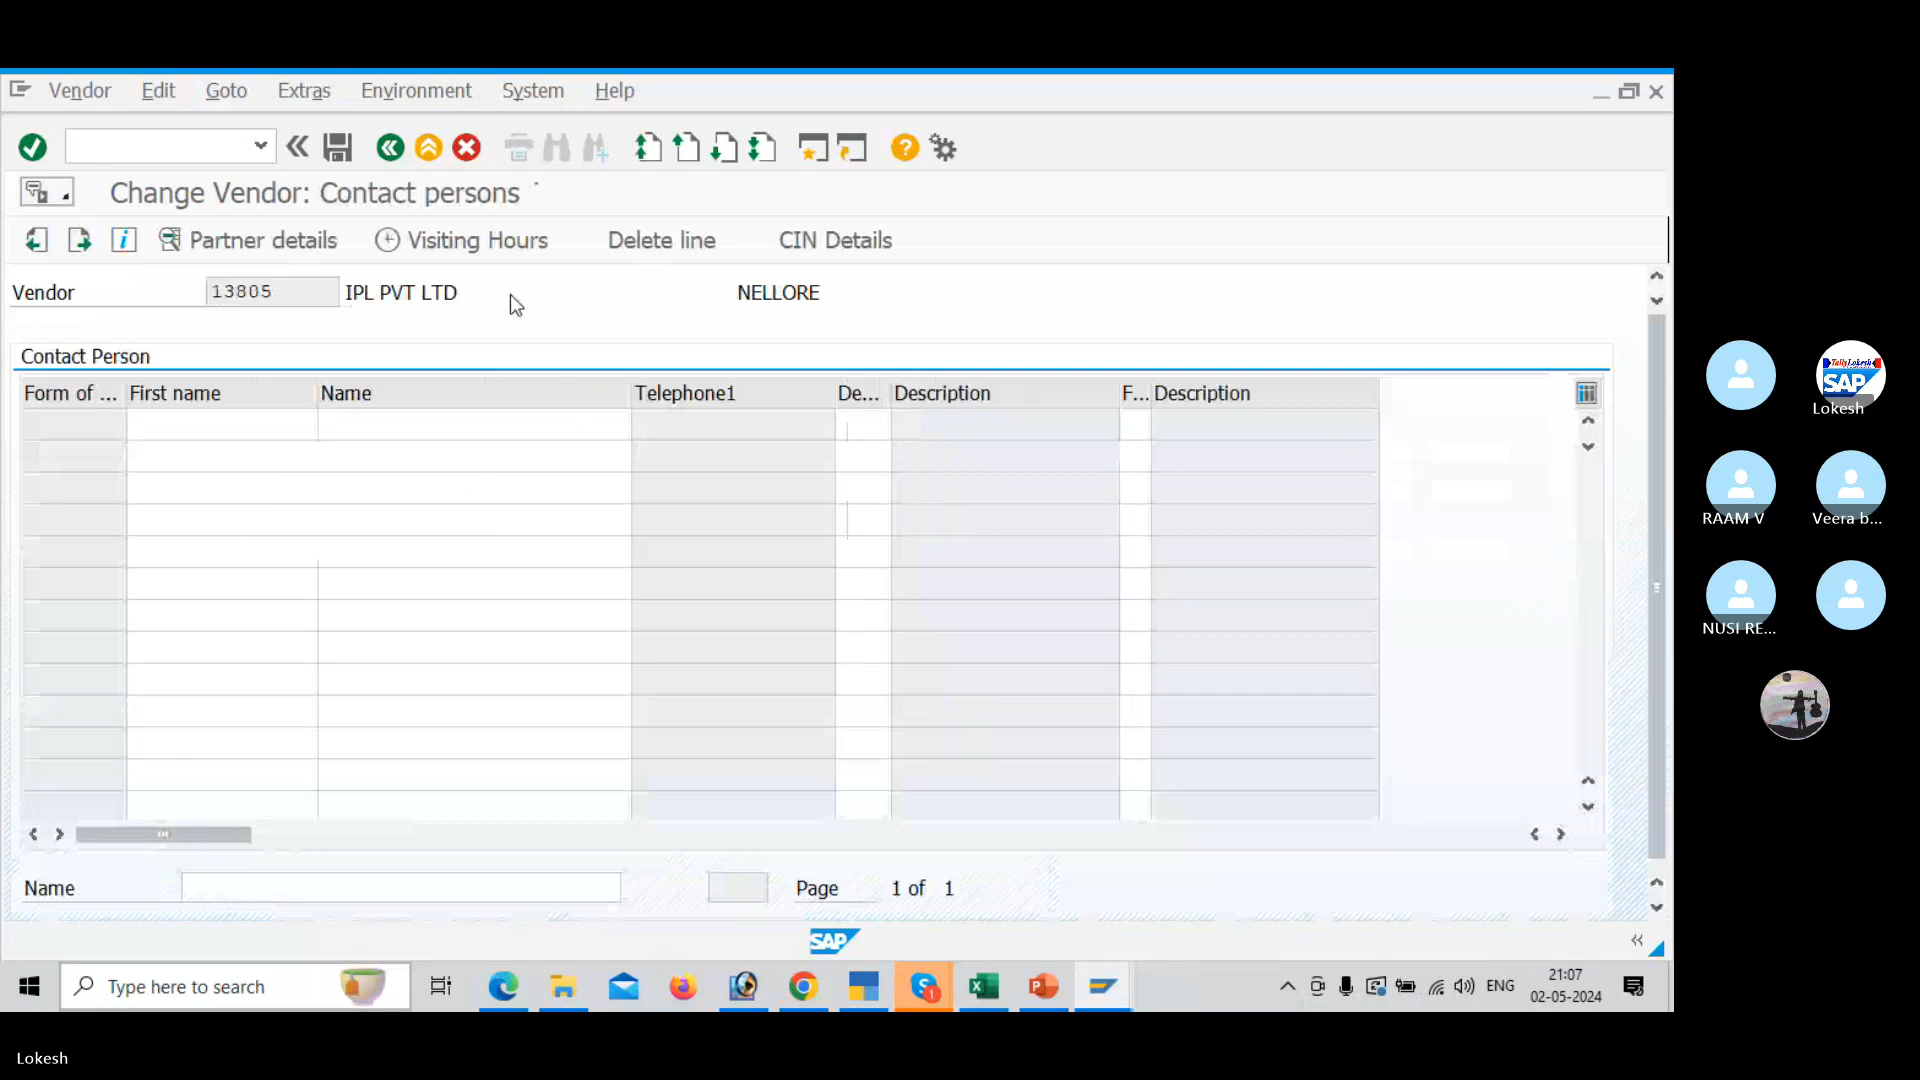 Vendor Edit Goto Extras Environment System Help
Change Vendor: Contact persons
Partner details Visiting Hours Delete line CIN Details
Vendor 13805 IPL PVT LTD NELLORE
Contact Person
Form of ... First name Name Telephone1 De... Description F... Description
Name Page 1 of 1
SAP
Type here to search
1
ENG
21:07
02-05-2024
SAP
Lokesh
RAAM V Veera b...
NUSI RE...
Lokesh